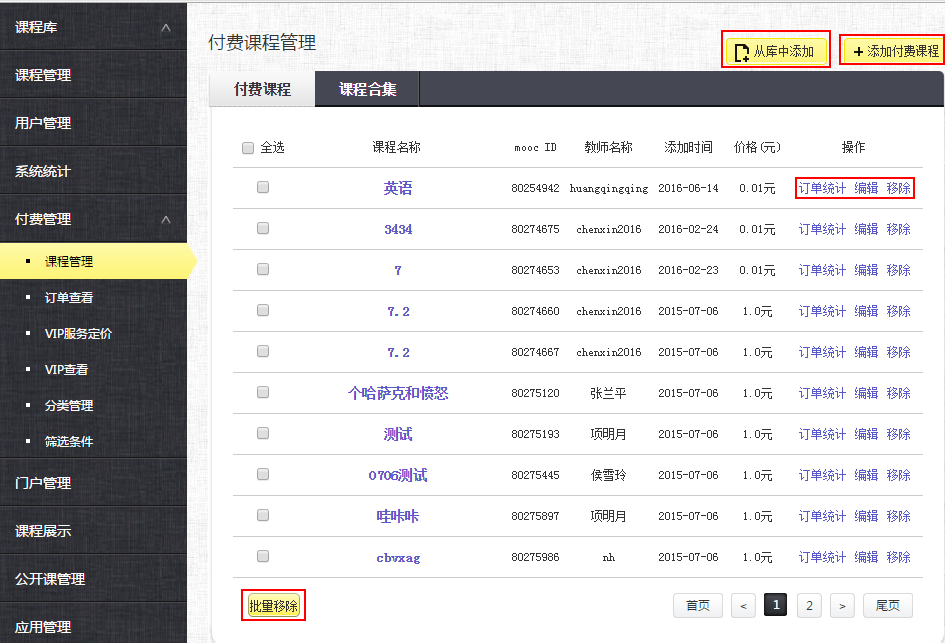 课程库
课程管理
用户管理
系统统计
付费管理
课程管理
订单查看
VIP服务定价
VIP查看
分类管理
筛选条件
门户管理
课程展示
公开课管理
应用管理
付费课程管理
从库中添加
+ 添加付费课程
付费课程 课程合集
全选 课程名称 mooc ID 教师名称 添加时间 价格(元) 操作
英语 80254942 huangqingqing 2016-06-14 0.01元 订单统计 编辑 移除
3434 80274675 chenxin2016 2016-02-24 0.01元 订单统计 编辑 移除
7 80274653 chenxin2016 2016-02-23 0.01元 订单统计 编辑 移除
7.2 80274660 chenxin2016 2015-07-06 1.0元 订单统计 编辑 移除
7.2 80274667 chenxin2016 2015-07-06 1.0元 订单统计 编辑 移除
个哈萨克和愤怒 80275120 张兰平 2015-07-06 1.0元 订单统计 编辑 移除
测试 80275193 项明月 2015-07-06 1.0元 订单统计 编辑 移除
0706测试 80275445 侯雪玲 2015-07-06 1.0元 订单统计 编辑 移除
哇咔咔 80275897 项明月 2015-07-06 1.0元 订单统计 编辑 移除
cbvxag 80275986 nh 2015-07-06 1.0元 订单统计 编辑 移除
批量移除
首页 < 1 2 > 尾页